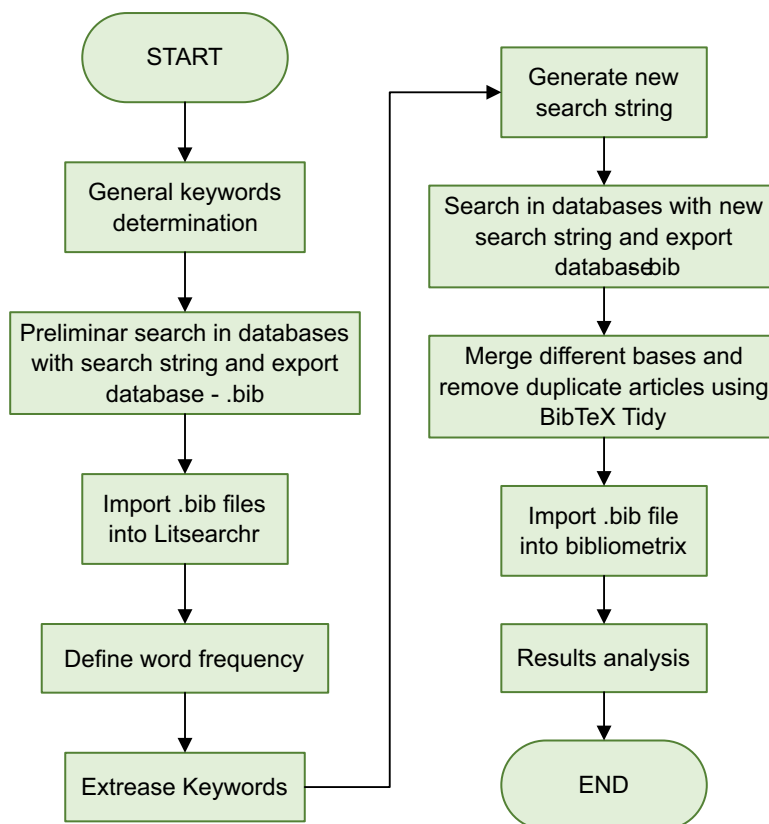 START
General keywords
determination
Preliminar search in databases
with search string and export
database - .bib
Import .bib files
into Litsearchr
Define word frequency
Extrease Keywords
Generate new
search string
Search in databases with new
search string and export
database-.bib
Merge different bases and
remove duplicate articles using
BibTeX Tidy
Import .bib file
into bibliometrix
Results analysis
END